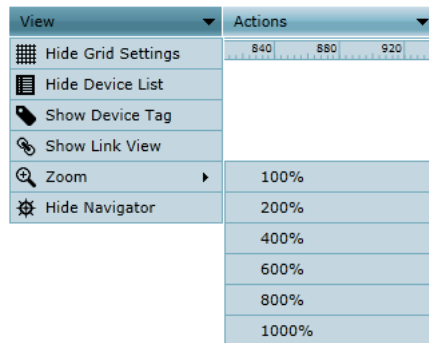 View
Actions
840 880 920
Hide Grid Settings
Hide Device List
Show Device Tag
Show Link View
Zoom
Hide Navigator
100%
200%
400%
600%
800%
1000%